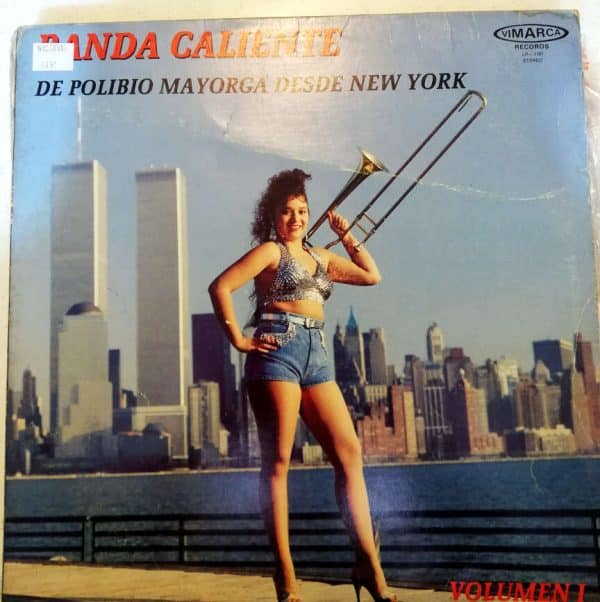 BANDA CALIENTE
DE POLIBIO MAYORGA DESDE NEW YORK
VIMARCA
RECORDS
STEREO
VOLUMEN I